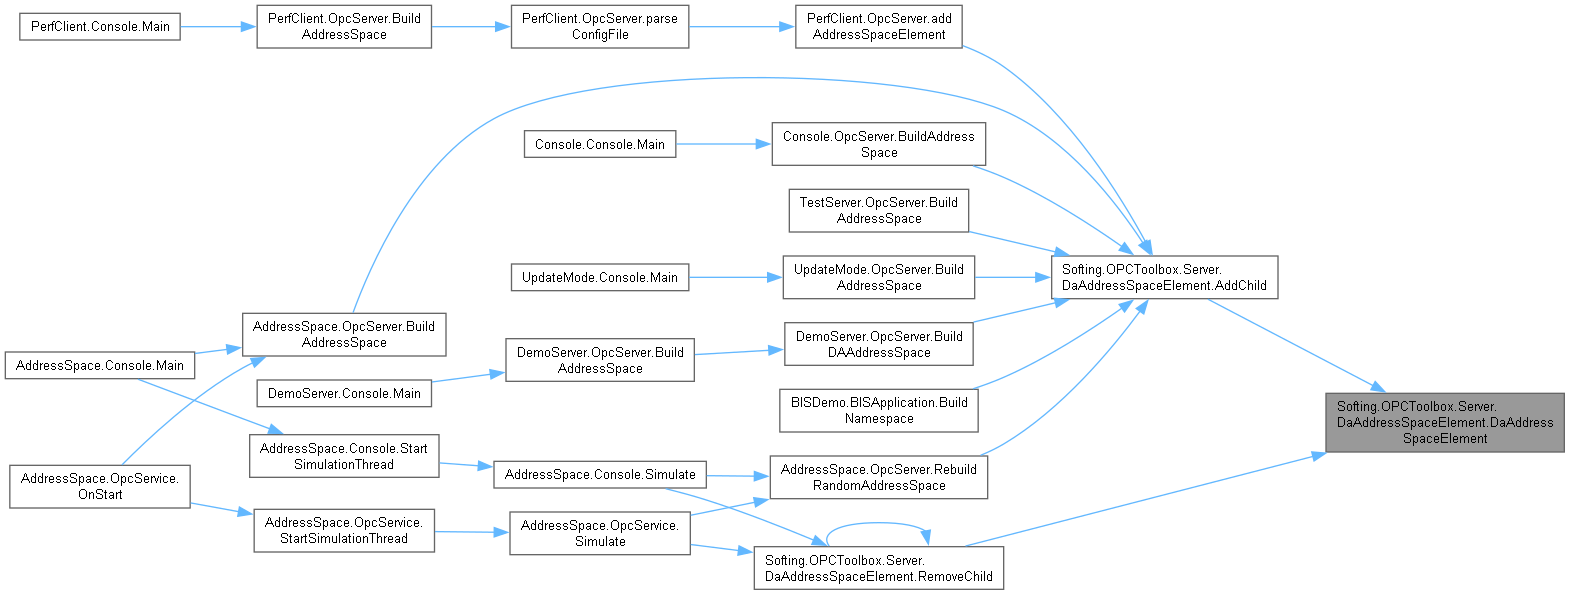 PerfClient.Console.Main
PerfClient.OpcServer.Build
AddressSpace
PerfClient.OpcServer.parse
ConfigFile
PerfClient.OpcServer.add
AddressSpaceElement
Console.Console.Main
Console.OpcServer.BuildAddress
Space
TestServer.OpcServer.Build
AddressSpace
UpdateMode.Console.Main
UpdateMode.OpcServer.Build
AddressSpace
Softing.OPCToolbox.Server.
DaAddressSpaceElement.AddChild
AddressSpace.OpcServer.Build
AddressSpace
AddressSpace.Console.Main
DemoServer.OpcServer.Build
AddressSpace
DemoServer.OpcServer.Build
DAAddressSpace
DemoServer.Console.Main
BISDemo.BISApplication.Build
Namespace
Softing.OPCToolbox.Server.
DaAddressSpaceElement.DaAddress
SpaceElement
AddressSpace.Console.Start
SimulationThread
AddressSpace.Console.Simulate
AddressSpace.OpcServer.Rebuild
RandomAddressSpace
AddressSpace.OpcService.
OnStart
AddressSpace.OpcService.
StartSimulationThread
AddressSpace.OpcService.
Simulate
Softing.OPCToolbox.Server.
DaAddressSpaceElement.RemoveChild